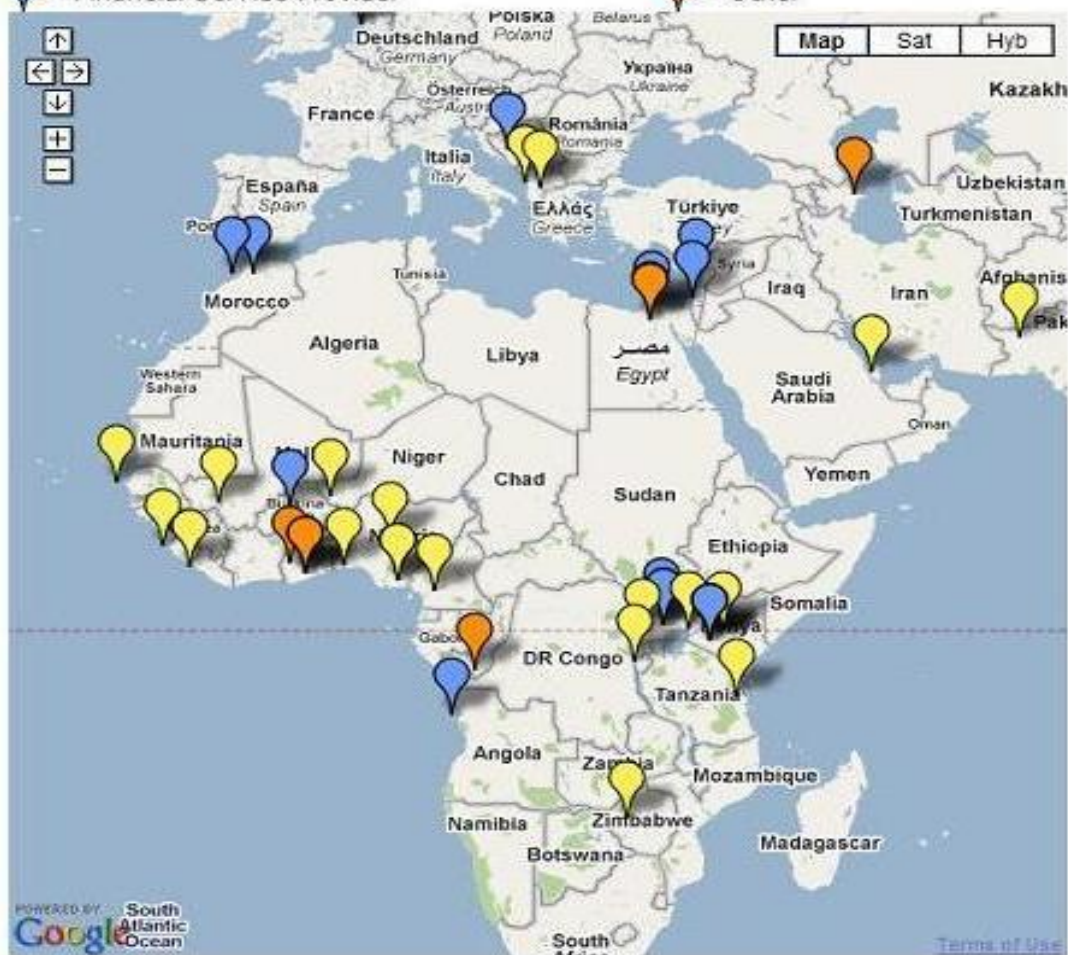 Polska
Poland
Belarus
Map
Sat
Hyb
Deutschland
Germany
Україна
Ukraine
Österreich
Kazakh
France
România
Italia
Italy
Uzbekistan
España
Spain
Ελλάς
Greece
Türkiye
Turkmenistan
Syria
Tunisia
Iraq
Iran
Afghanis
Morocco
Pak
Algeria
Libya
مصر
Egypt
Saudi
Arabia
Western
Sahara
Oman
Mauritania
Niger
Chad
Yemen
Sudan
Ethiopia
Somalia
DR Congo
Tanzania
Angola
Mozambique
Namibia
Zimbabwe
Madagascar
Botswana
POWERED BY
Google
South
Atlantic
Ocean
South
Terms of Use